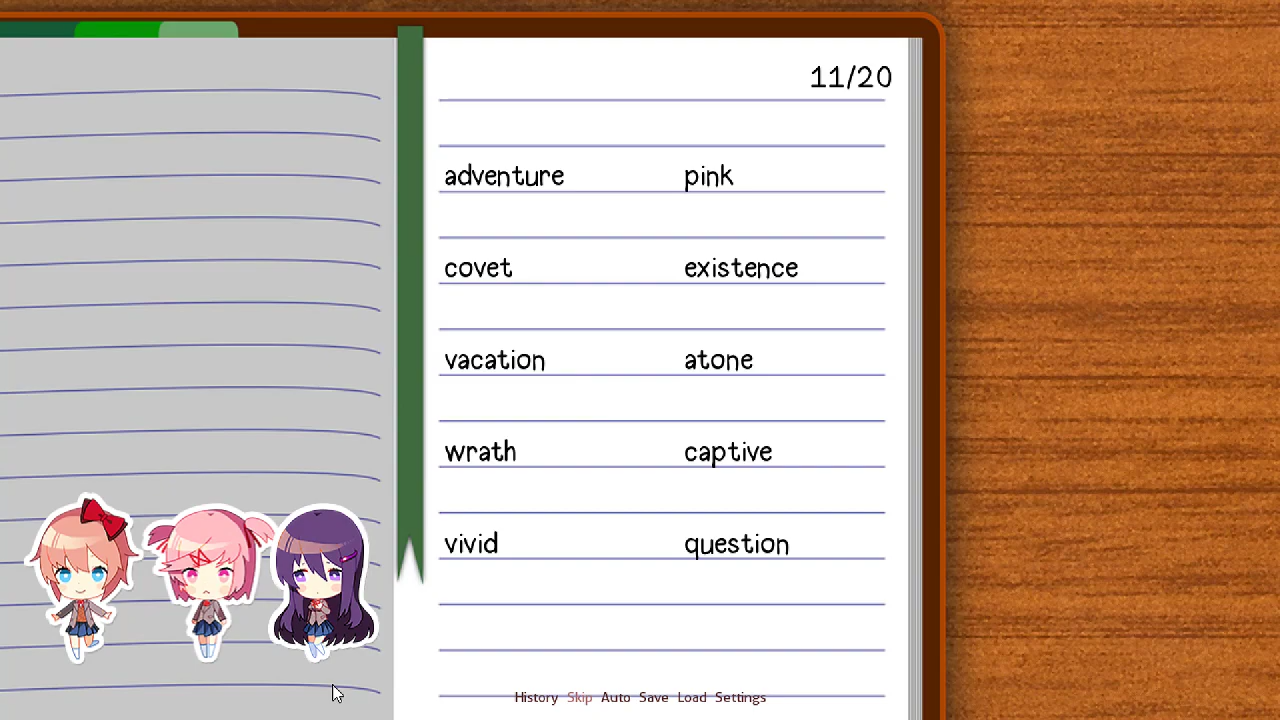 11/20
adventure pink
covet existence
vacation atone
wrath captive
vivid question
History Skip Auto Save Load Settings